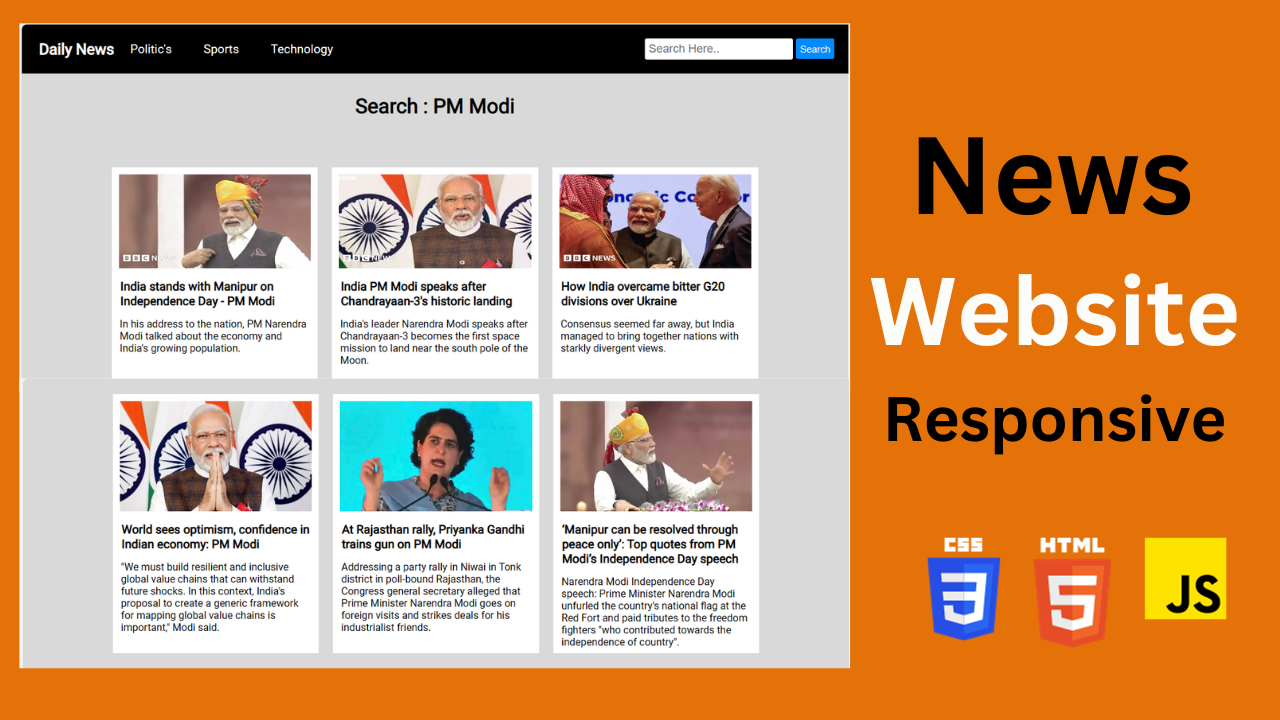 Daily News Politic's Sports Technology Search Here.. Search
Search : PM Modi
BBC NEWS
BBC NEWS
onomic Cor or
BBC NEWS
India stands with Manipur on
Independence Day - PM Modi
In his address to the nation, PM Narendra
Modi talked about the economy and
India's growing population.
India PM Modi speaks after
Chandrayaan-3's historic landing
India's leader Narendra Modi speaks after
Chandrayaan-3 becomes the first space
mission to land near the south pole of the
Moon.
How India overcame bitter G20
divisions over Ukraine
Consensus seemed far away, but India
managed to bring together nations with
starkly divergent views.
World sees optimism, confidence in
Indian economy: PM Modi
"We must build resilient and inclusive
global value chains that can withstand
future shocks. In this context, India's
proposal to create a generic framework
for mapping global value chains is
important," Modi said.
At Rajasthan rally, Priyanka Gandhi
trains gun on PM Modi
Addressing a party rally in Niwai in Tonk
district in poll-bound Rajasthan, the
Congress general secretary alleged that
Prime Minister Narendra Modi goes on
foreign visits and strikes deals for his
industrialist friends.
‘Manipur can be resolved through
peace only’: Top quotes from PM
Modi’s Independence Day speech
Narendra Modi Independence Day
speech: Prime Minister Narendra Modi
unfurled the country's national flag at the
Red Fort and paid tributes to the freedom
fighters "who contributed towards the
independence of country".
News
Website
Responsive
CSS
3
HTML
5
JS